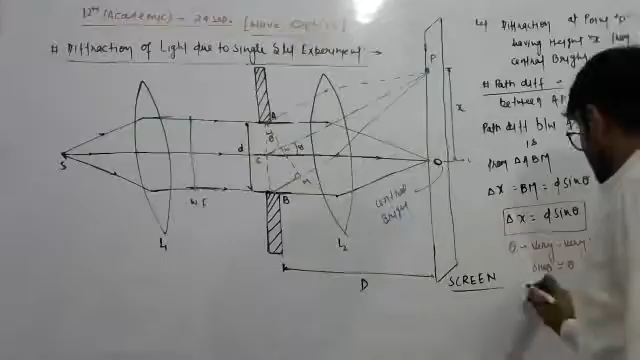 12th (Academic) - 24 Sep. [Wave Optics]
# Diffraction of Light due to Single Slit Experiment →
S
L1
W.F
d
A
θ
C
θ
M
B
L2
D
Central
Bright
P
x
O
SCREEN
Let Diffraction at Point 'P'
having Height 'x' from
central Bright
# Path diff
between A
Path diff b/w A
is
from ΔABM
Δx = BM = d sinθ
Δx = d sinθ
θ → Very-Very
sinθ ≈ θ